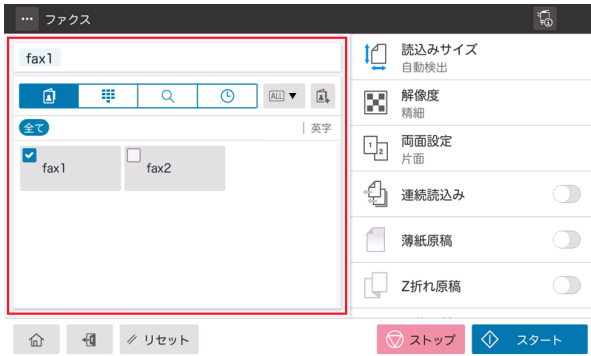 ファクス
fax1
ALL ▼
全て
英字
fax1
fax2
読込みサイズ
自動検出
解像度
精細
両面設定
片面
連続読込み
薄紙原稿
Z折れ原稿
リセット
ストップ
スタート